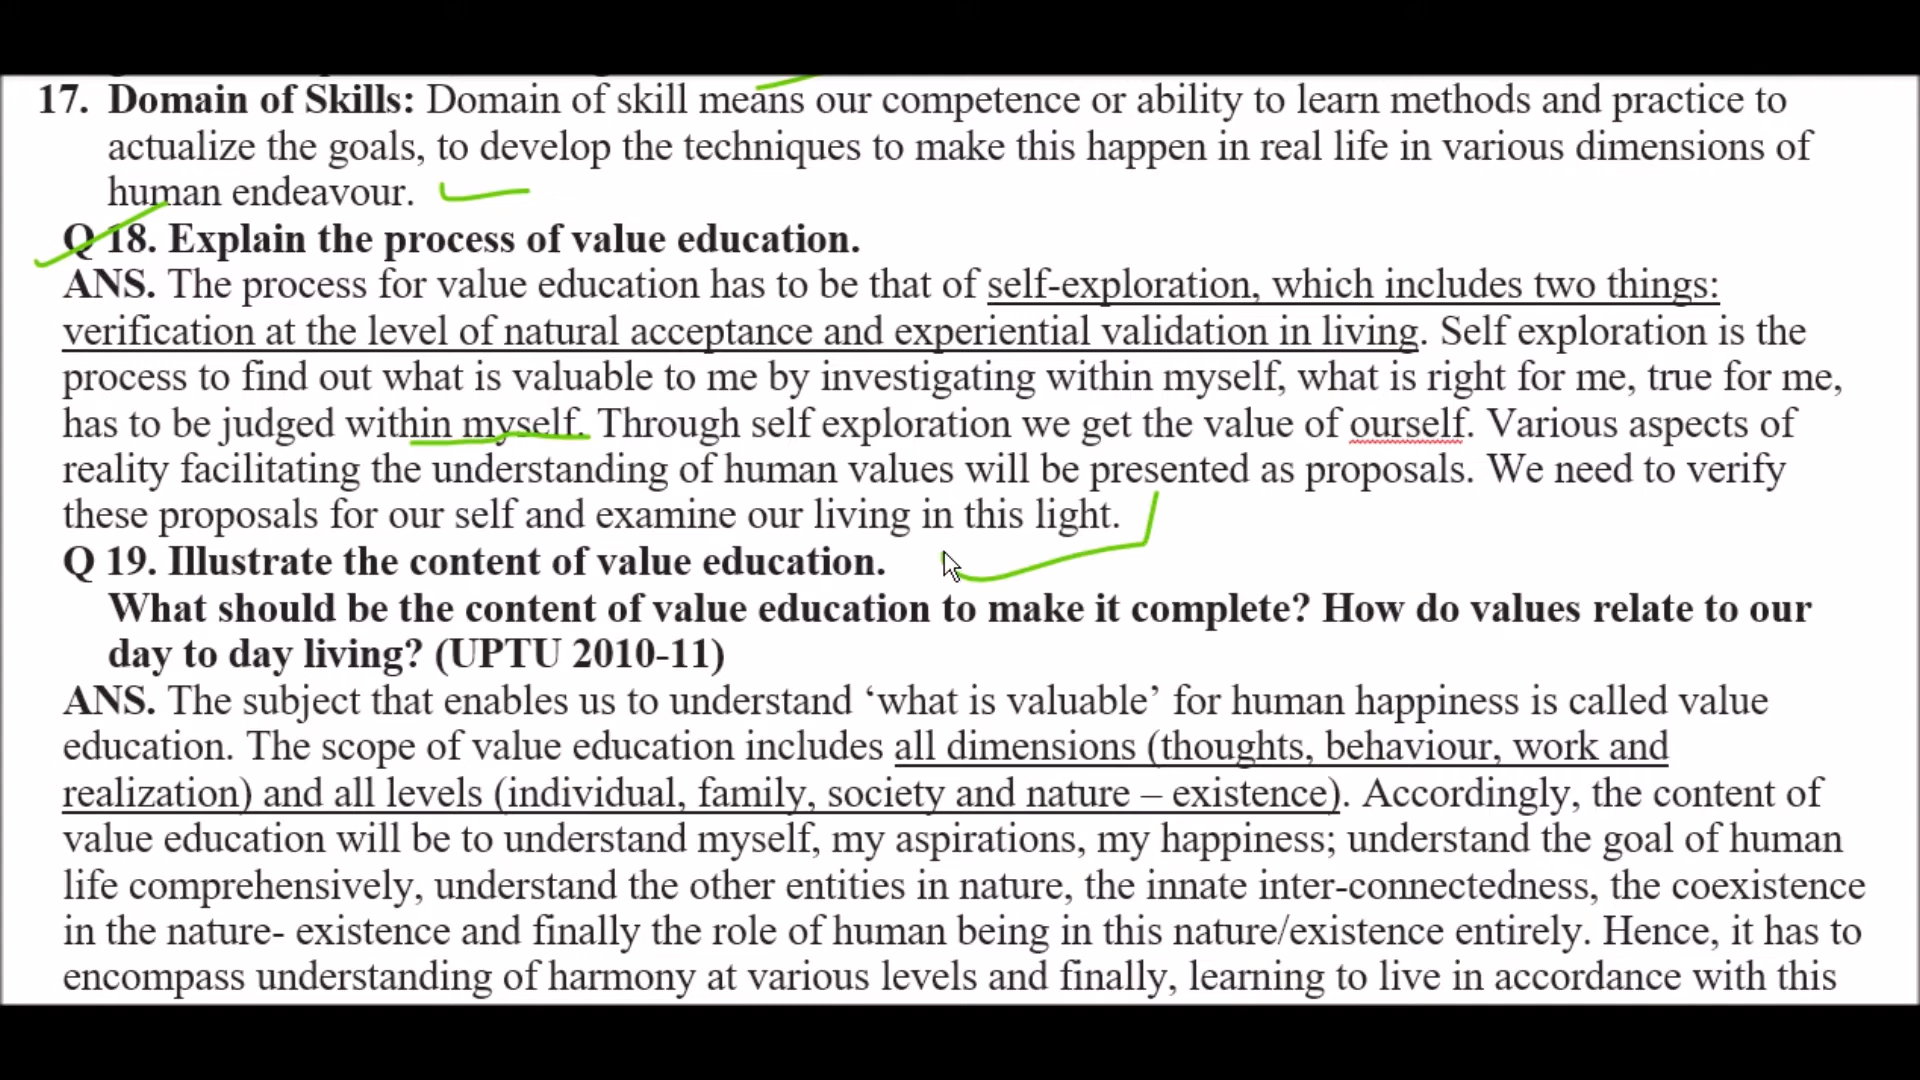 17. Domain of Skills: Domain of skill means our competence or ability to learn methods and practice to
actualize the goals, to develop the techniques to make this happen in real life in various dimensions of
human endeavour.
Q 18. Explain the process of value education.
ANS. The process for value education has to be that of self-exploration, which includes two things:
verification at the level of natural acceptance and experiential validation in living. Self exploration is the
process to find out what is valuable to me by investigating within myself, what is right for me, true for me,
has to be judged within myself. Through self exploration we get the value of ourself. Various aspects of
reality facilitating the understanding of human values will be presented as proposals. We need to verify
these proposals for our self and examine our living in this light.
Q 19. Illustrate the content of value education.
What should be the content of value education to make it complete? How do values relate to our
day to day living? (UPTU 2010-11)
ANS. The subject that enables us to understand ‘what is valuable’ for human happiness is called value
education. The scope of value education includes all dimensions (thoughts, behaviour, work and
realization) and all levels (individual, family, society and nature – existence). Accordingly, the content of
value education will be to understand myself, my aspirations, my happiness; understand the goal of human
life comprehensively, understand the other entities in nature, the innate inter-connectedness, the coexistence
in the nature- existence and finally the role of human being in this nature/existence entirely. Hence, it has to
encompass understanding of harmony at various levels and finally, learning to live in accordance with this